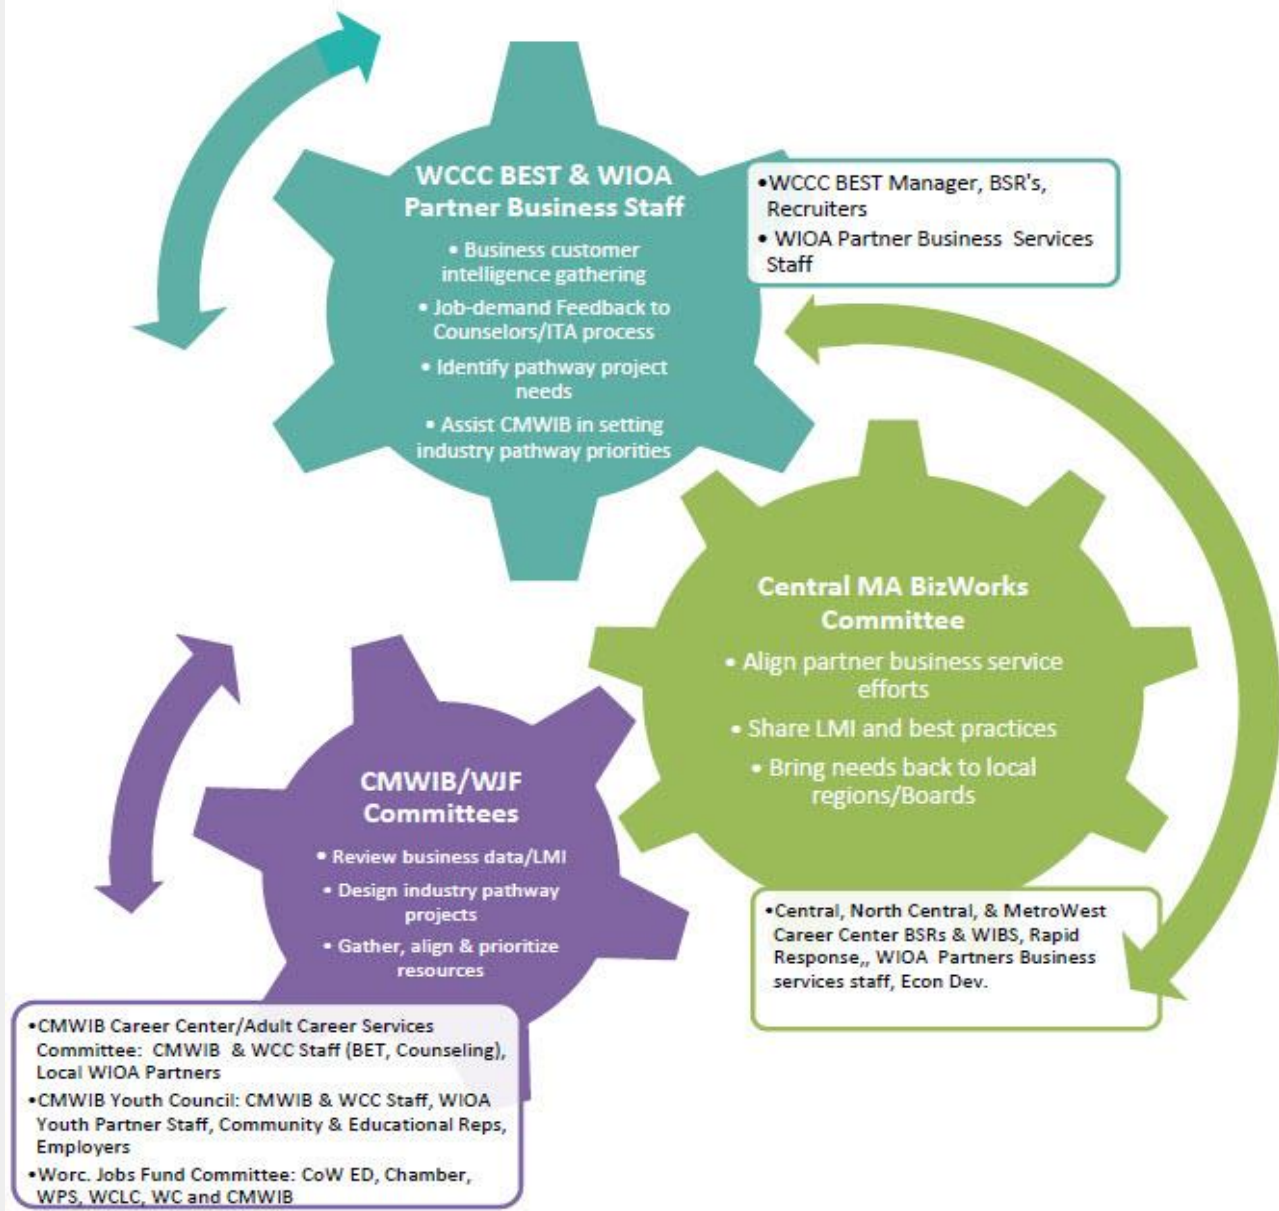 WCCC BEST & WIOA
Partner Business Staff
• Business customer
intelligence gathering
• Job-demand Feedback to
Counselors/ITA process
• Identify pathway project
needs
• Assist CMWIB in setting
industry pathway priorities
•WCCC BEST Manager, BSR's,
Recruiters
• WIOA Partner Business Services
Staff
Central MA BizWorks
Committee
• Align partner business service
efforts
• Share LMI and best practices
• Bring needs back to local
regions/Boards
•Central, North Central, & MetroWest
Career Center BSRs & WIBS, Rapid
Response,, WIOA Partners Business
services staff, Econ Dev.
CMWIB/WJF
Committees
• Review business data/LMI
• Design industry pathway
projects
• Gather, align & prioritize
resources
•CMWIB Career Center/Adult Career Services
Committee: CMWIB & WCC Staff (BET, Counseling),
Local WIOA Partners
•CMWIB Youth Council: CMWIB & WCC Staff, WIOA
Youth Partner Staff, Community & Educational Reps,
Employers
•Worc. Jobs Fund Committee: CoW ED, Chamber,
WPS, WCLC, WC and CMWIB